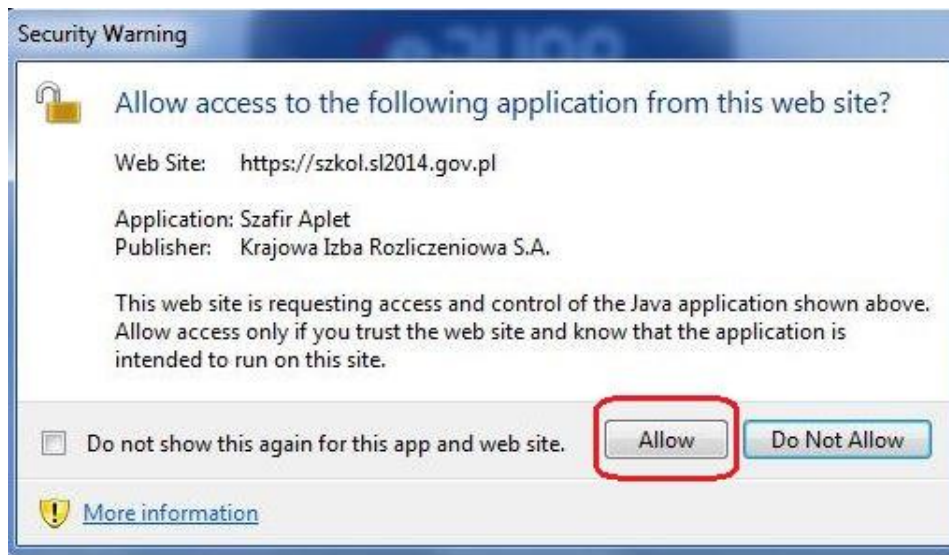 Security Warning
Allow access to the following application from this web site?
Web Site: https://szkol.sl2014.gov.pl
Application: Szafir Aplet
Publisher: Krajowa Izba Rozliczeniowa S.A.
This web site is requesting access and control of the Java application shown above.
Allow access only if you trust the web site and know that the application is
intended to run on this site.
Do not show this again for this app and web site. Allow Do Not Allow
More information